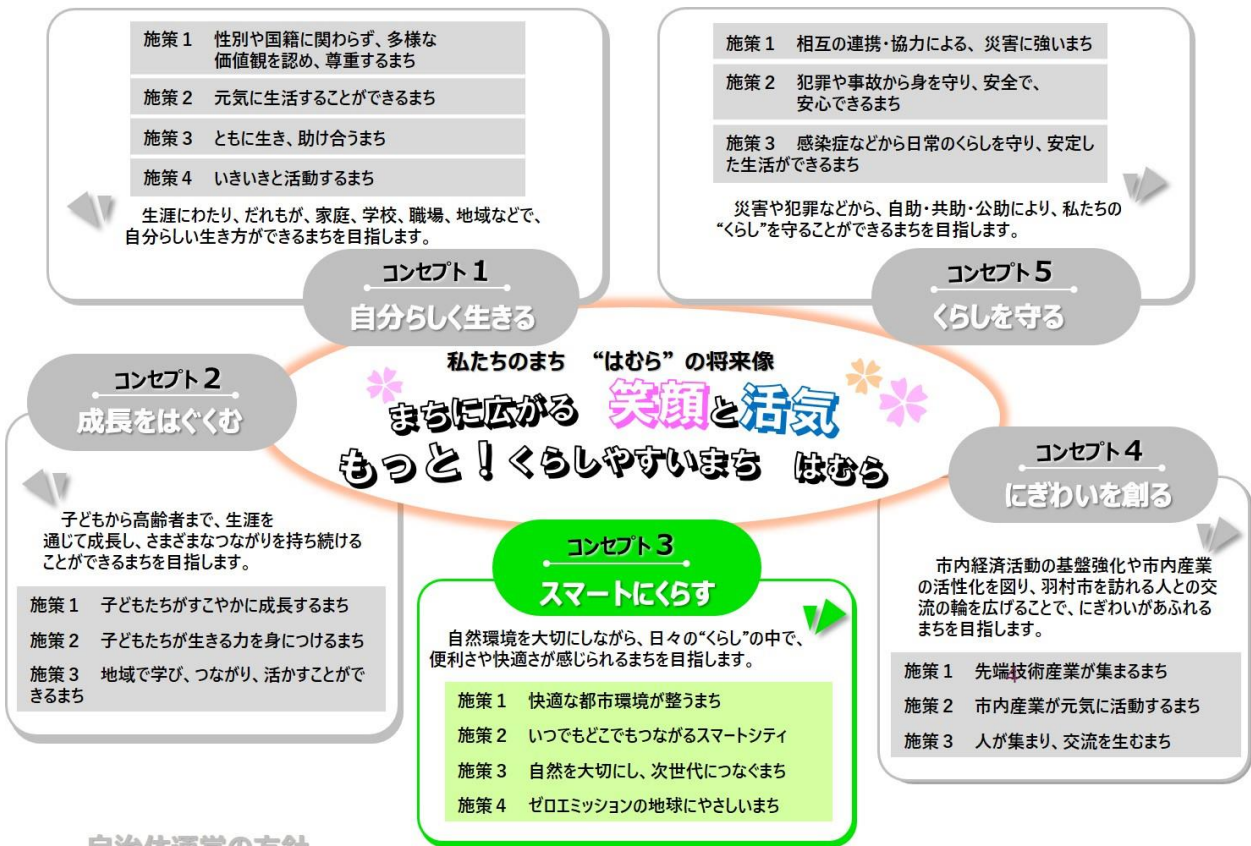 施策1 性別や国籍に関わらず、多様な
価値観を認め、尊重するまち
施策2 元気に生活することができるまち
施策3 ともに生き、助け合うまち
施策4 いきいきと活動するまち
生涯にわたり、だれもが、家庭、学校、職場、地域などで、
自分らしい生き方ができるまちを目指します。
コンセプト1
自分らしく生きる
施策1 相互の連携・協力による、災害に強いまち
施策2 犯罪や事故から身を守り、安全で、
安心できるまち
施策3 感染症などから日常のくらしを守り、安定し
た生活ができるまち
災害や犯罪などから、自助・共助・公助により、私たちの
“くらし”を守ることができるまちを目指します。
コンセプト5
くらしを守る
私たちのまち “はむら”の将来像
まちに広がる 笑顔と活気
もっと!くらしやすいまち はむら
コンセプト2
成長をはぐくむ
子どもから高齢者まで、生涯を
通じて成長し、さまざまなつながりを持ち続ける
ことができるまちを目指します。
施策1 子どもたちがすこやかに成長するまち
施策2 子どもたちが生きる力を身につけるまち
施策3 地域で学び、つながり、活かすことがで
きるまち
コンセプト3
スマートにくらす
自然環境を大切にしながら、日々の“くらし”の中で、
便利さや快適さが感じられるまちを目指します。
施策1 快適な都市環境が整うまち
施策2 いつでもどこでもつながるスマートシティ
施策3 自然を大切にし、次世代につなぐまち
施策4 ゼロエミッションの地球にやさしいまち
コンセプト4
にぎわいを創る
市内経済活動の基盤強化や市内産業
の活性化を図り、羽村市を訪れる人との交
流の輪を広げることで、にぎわいがあふれる
まちを目指します。
施策1 先端技術産業が集まるまち
施策2 市内産業が元気に活動するまち
施策3 人が集まり、交流を生むまち
自治体運営の方針